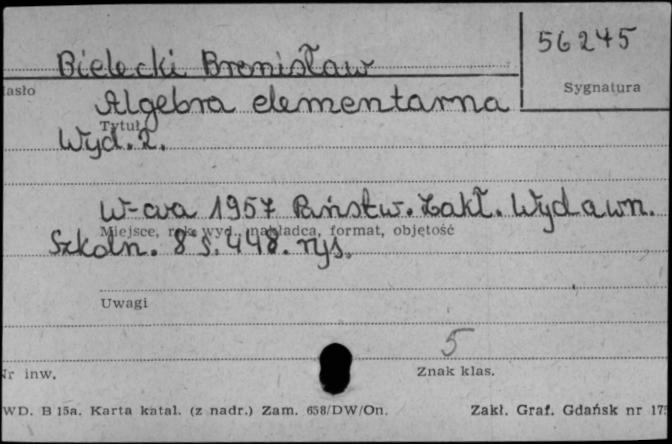 56245
Bielecki Bronisław
asło
Sygnatura
Algebra elementarna
Tytuł
Wyd. 2.
W-wa 1957 Państw. Zakł. Wydawn.
Miejsce, rok wyd., nakładca, format, objętość
Szkoln. 8 s. 448. rys.
Uwagi
5
Nr inw.
Znak klas.
WD. B 15a. Karta katal. (z nadr.) Zam. 658/DW/On.
Zakł. Graf. Gdańsk nr 175